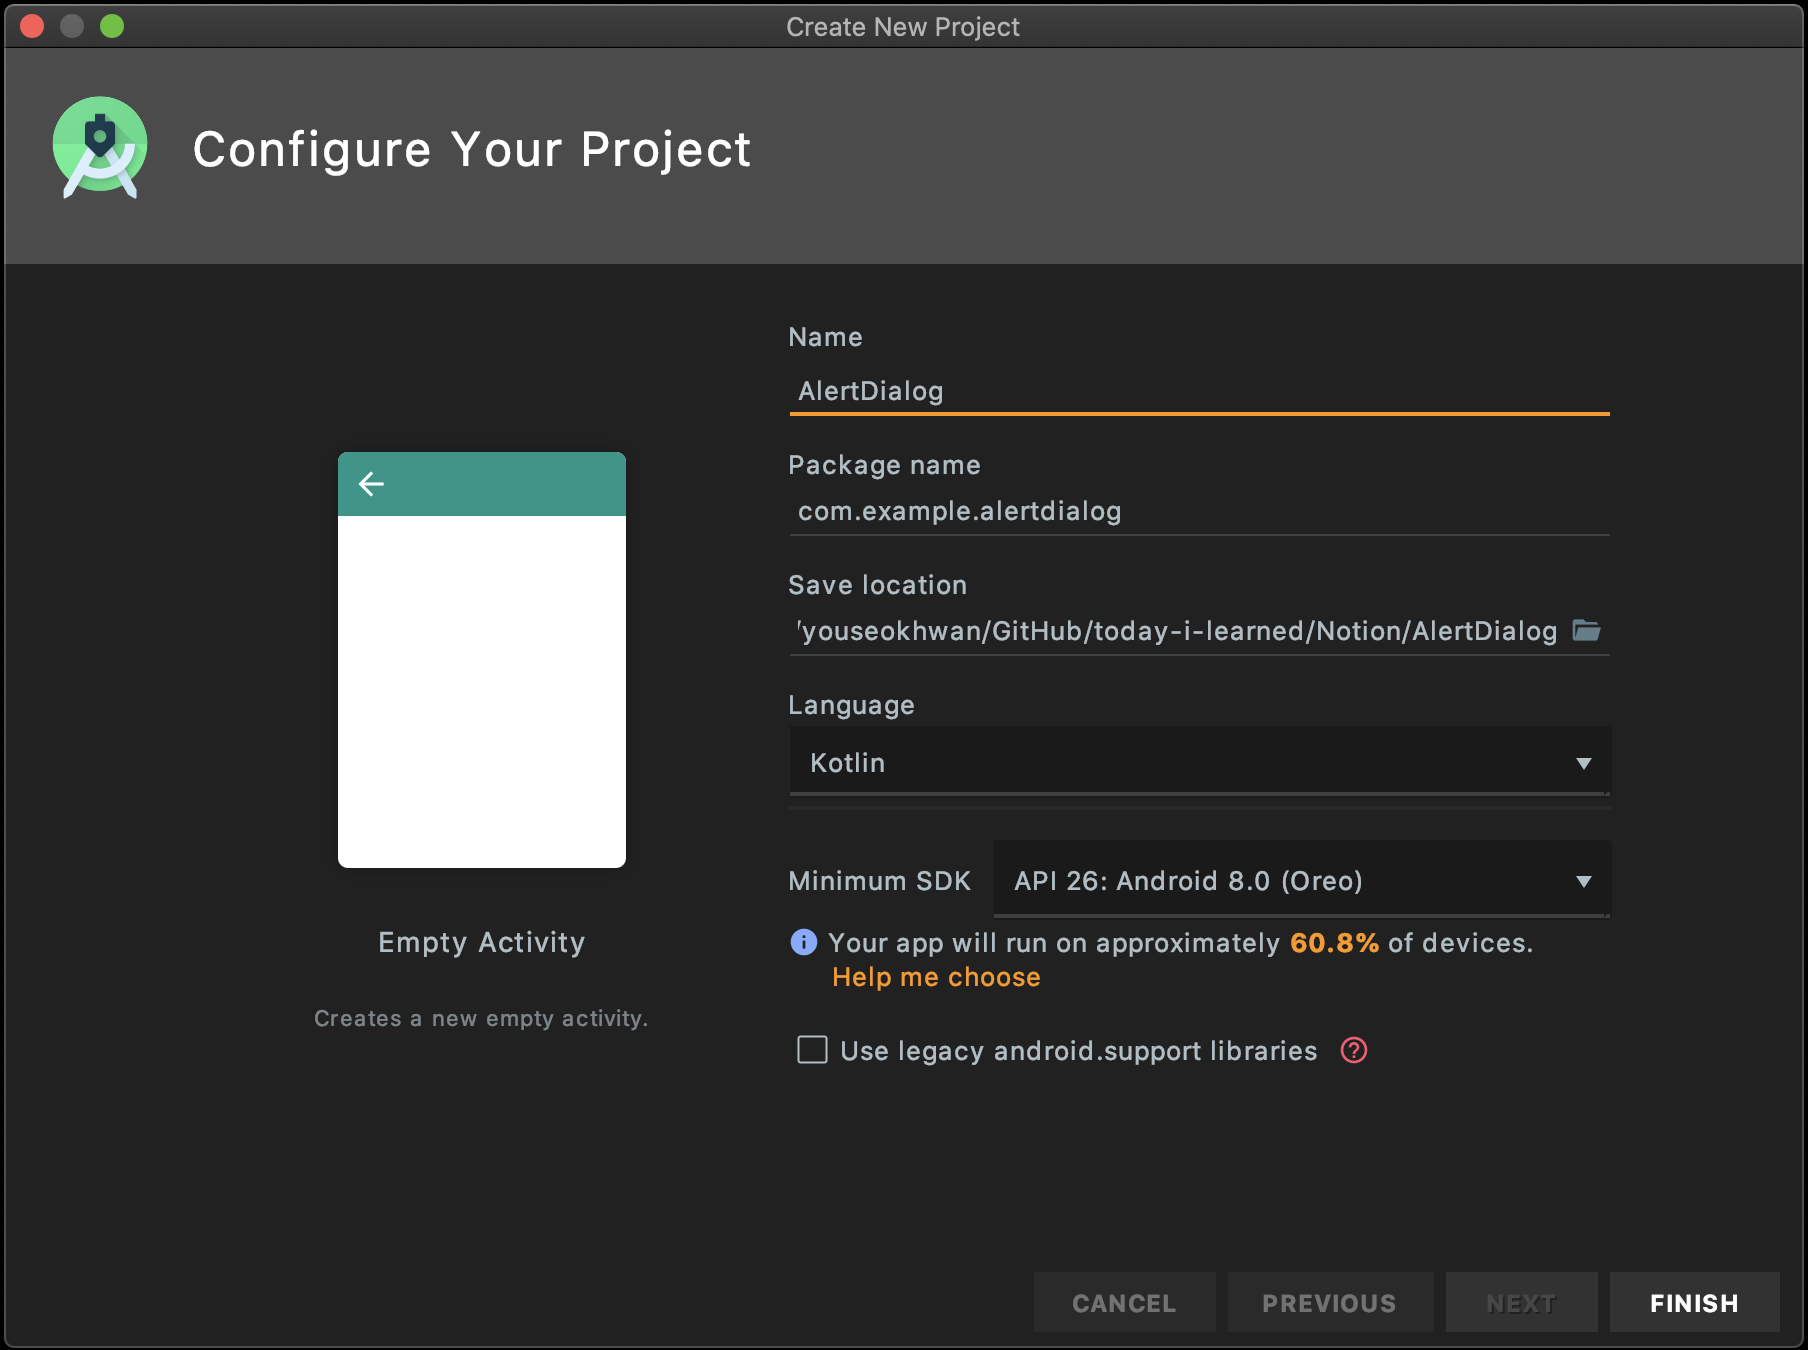 Create New Project
Configure Your Project
Name
AlertDialog
Package name
com.example.alertdialog
Save location
/youseokhwan/GitHub/today-i-learned/Notion/AlertDialog
Language
Kotlin
Minimum SDK API 26: Android 8.0 (Oreo)
Your app will run on approximately 60.8% of devices.
Help me choose
Use legacy android.support libraries
Empty Activity
Creates a new empty activity.
CANCEL PREVIOUS NEXT FINISH